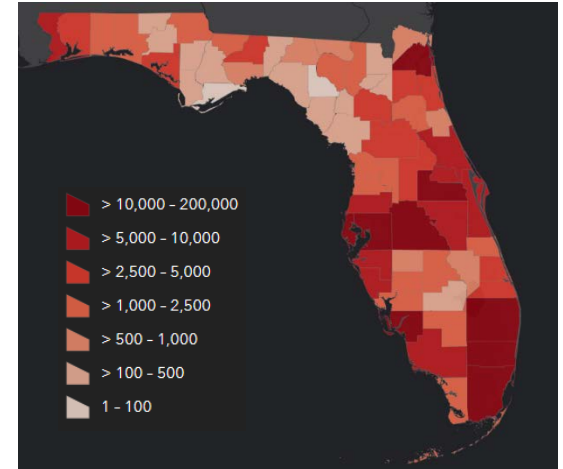 > 10,000 – 200,000
> 5,000 – 10,000
> 2,500 – 5,000
> 1,000 – 2,500
> 500 – 1,000
> 100 – 500
1 – 100